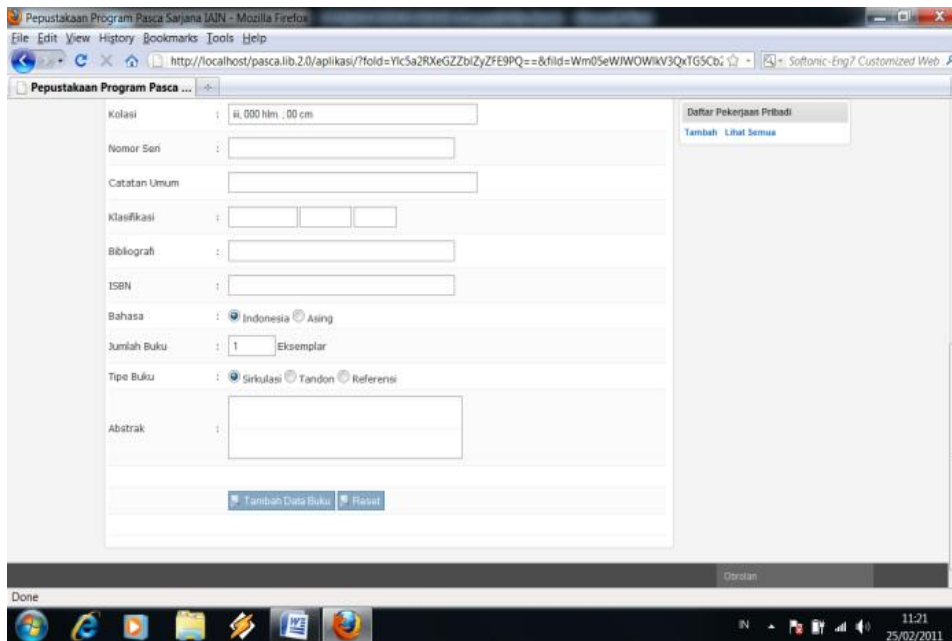 Pepustakaan Program Pasca Sarjana IAIN - Mozilla Firefox
File Edit View History Bookmarks Tools Help
Softonic-Eng7 Customized Web
Pepustakaan Program Pasca ...
Kolasi : iii, 000 hlm. ; 00 cm
Daftar Pekerjaan Pribadi
Tambah Lihat Semua
Nomor Seri :
Catatan Umum
Klasifikasi :
Bibliografi :
ISBN :
Bahasa : Indonesia Asing
Jumlah Buku : 1 Eksemplar
Tipe Buku : Sirkulasi Tandon Referensi
Abstrak :
Tambah Data Buku Reset
Obrolan
Done
IN 11:21
25/02/2011